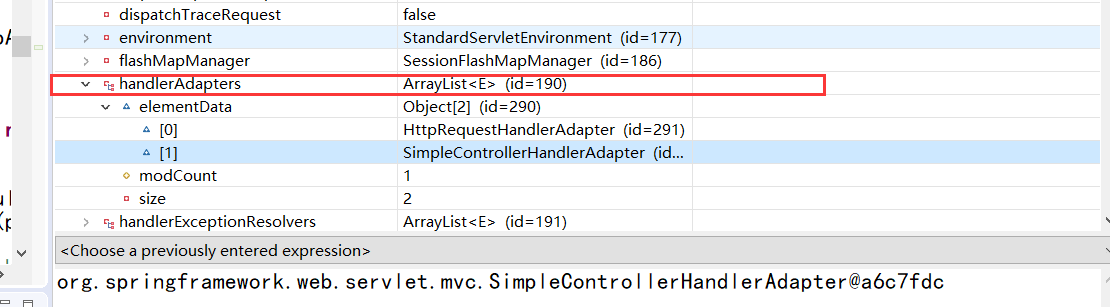 dispatchTraceRequest false
environment StandardServletEnvironment (id=177)
flashMapManager SessionFlashMapManager (id=186)
handlerAdapters ArrayList<E> (id=190)
elementData Object[2] (id=290)
[0] HttpRequestHandlerAdapter (id=291)
[1] SimpleControllerHandlerAdapter (id...
modCount 1
size 2
handlerExceptionResolvers ArrayList<E> (id=191)
<Choose a previously entered expression>
org.springframework.web.servlet.mvc.SimpleControllerHandlerAdapter@a6c7fdc